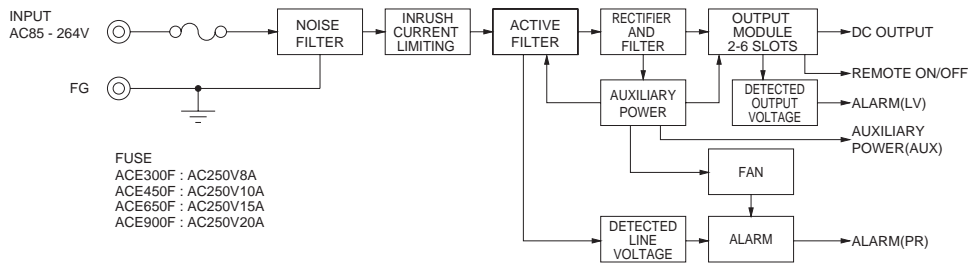 INPUT
AC85 - 264V
NOISE
FILTER
INRUSH
CURRENT
LIMITING
ACTIVE
FILTER
RECTIFIER
AND
FILTER
OUTPUT
MODULE
2-6 SLOTS
DC OUTPUT
REMOTE ON/OFF
FG
AUXILIARY
POWER
DETECTED
OUTPUT
VOLTAGE
ALARM(LV)
AUXILIARY
POWER(AUX)
FUSE
ACE300F : AC250V8A
ACE450F : AC250V10A
ACE650F : AC250V15A
ACE900F : AC250V20A
FAN
DETECTED
LINE
VOLTAGE
ALARM
ALARM(PR)